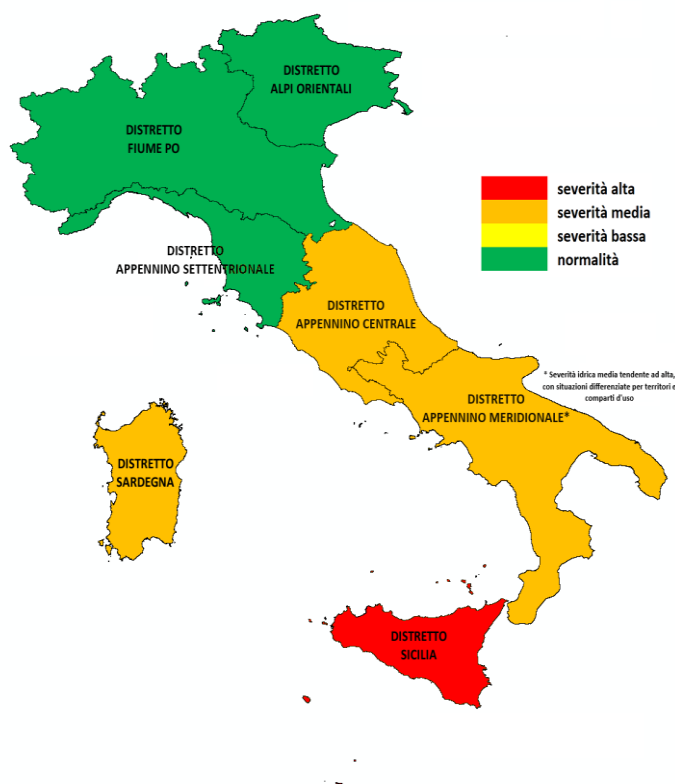 DISTRETTO
ALPI ORIENTALI
DISTRETTO
FIUME PO
severità alta
severità media
severità bassa
normalità
DISTRETTO
APPENNINO SETTENTRIONALE
DISTRETTO
APPENNINO CENTRALE
* Severità idrica media tendente ad alta,
con situazioni differenziate per territori e
comparti d'uso
DISTRETTO
APPENNINO MERIDIONALE*
DISTRETTO
SARDEGNA
DISTRETTO
SICILIA